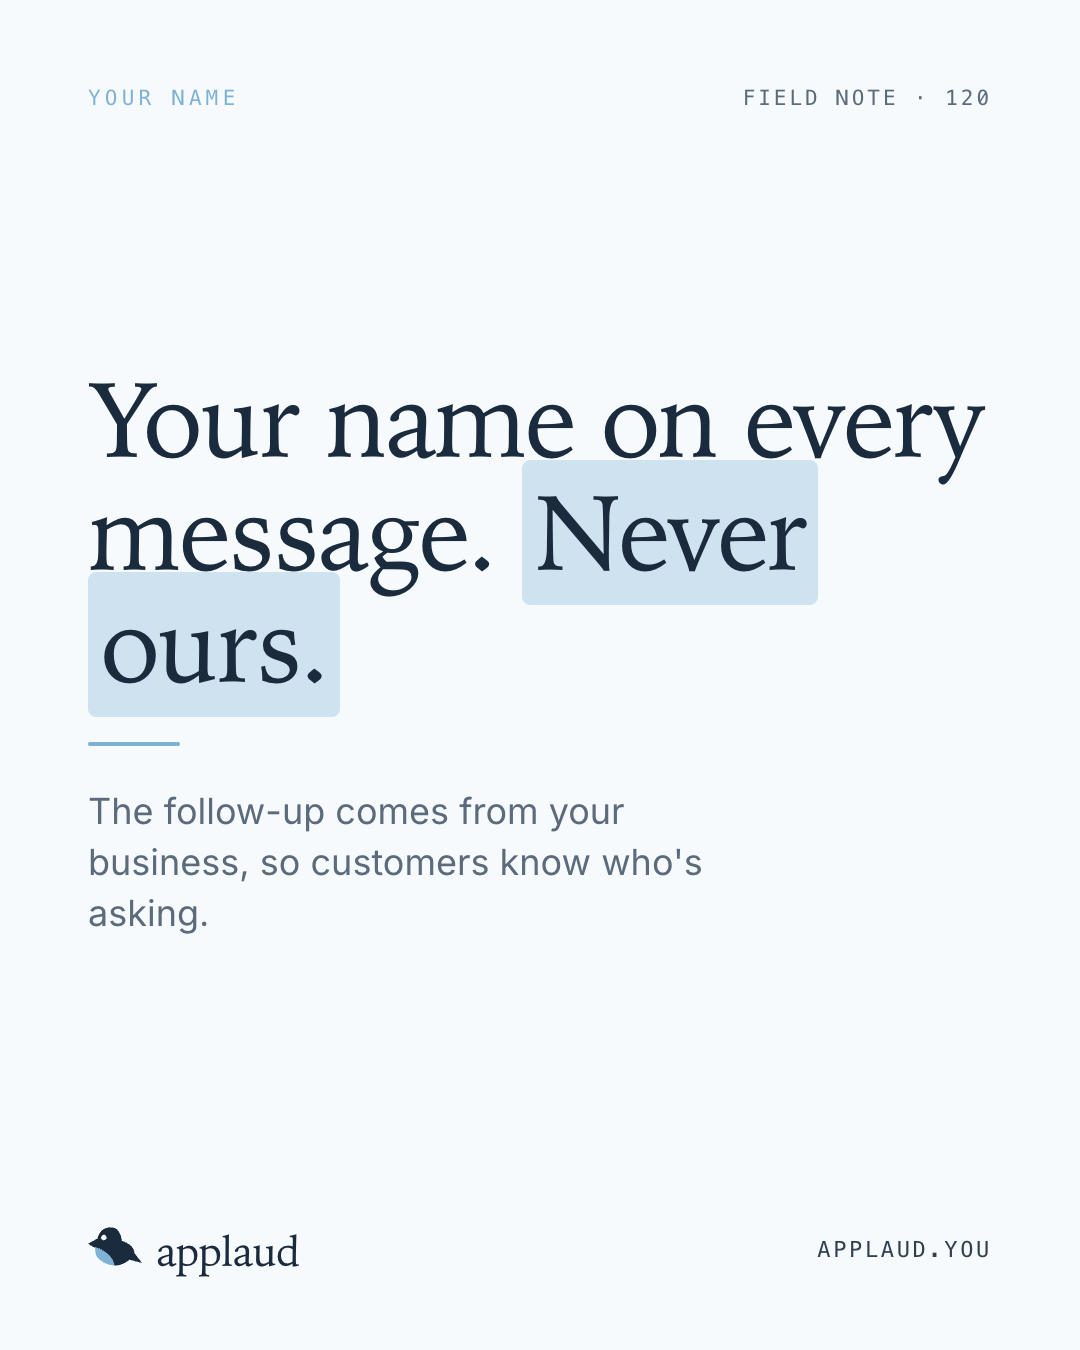 YOUR NAME
FIELD NOTE · 120
Your name on every
message. Never
ours.
The follow-up comes from your
business, so customers know who's
asking.
applaud
APPLAUD.YOU